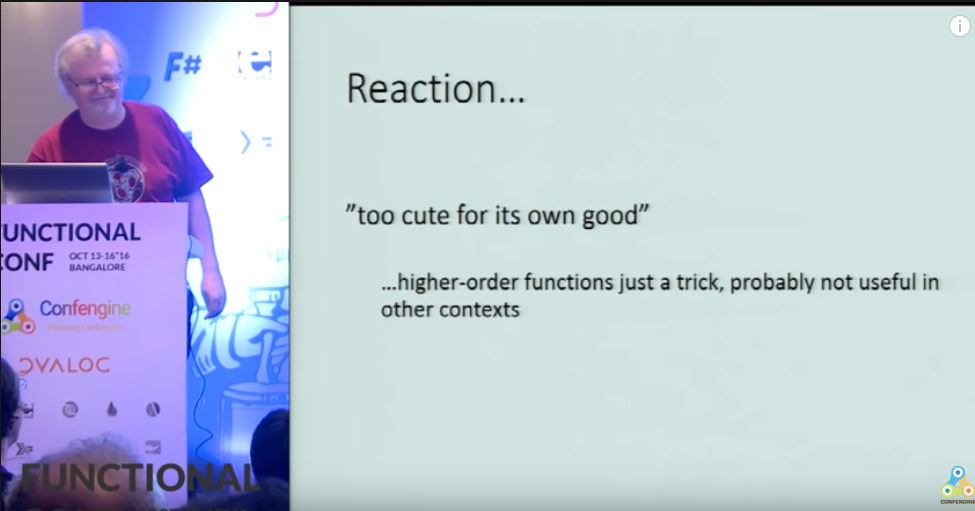 F#
Reaction...
"too cute for its own good"
...higher-order functions just a trick, probably not useful in
other contexts
UNCTIONAL
CONF
OCT 13-16"16
BANGALORE
Confengine
DYALOG
FUNCTIONAL
CONFENGINE